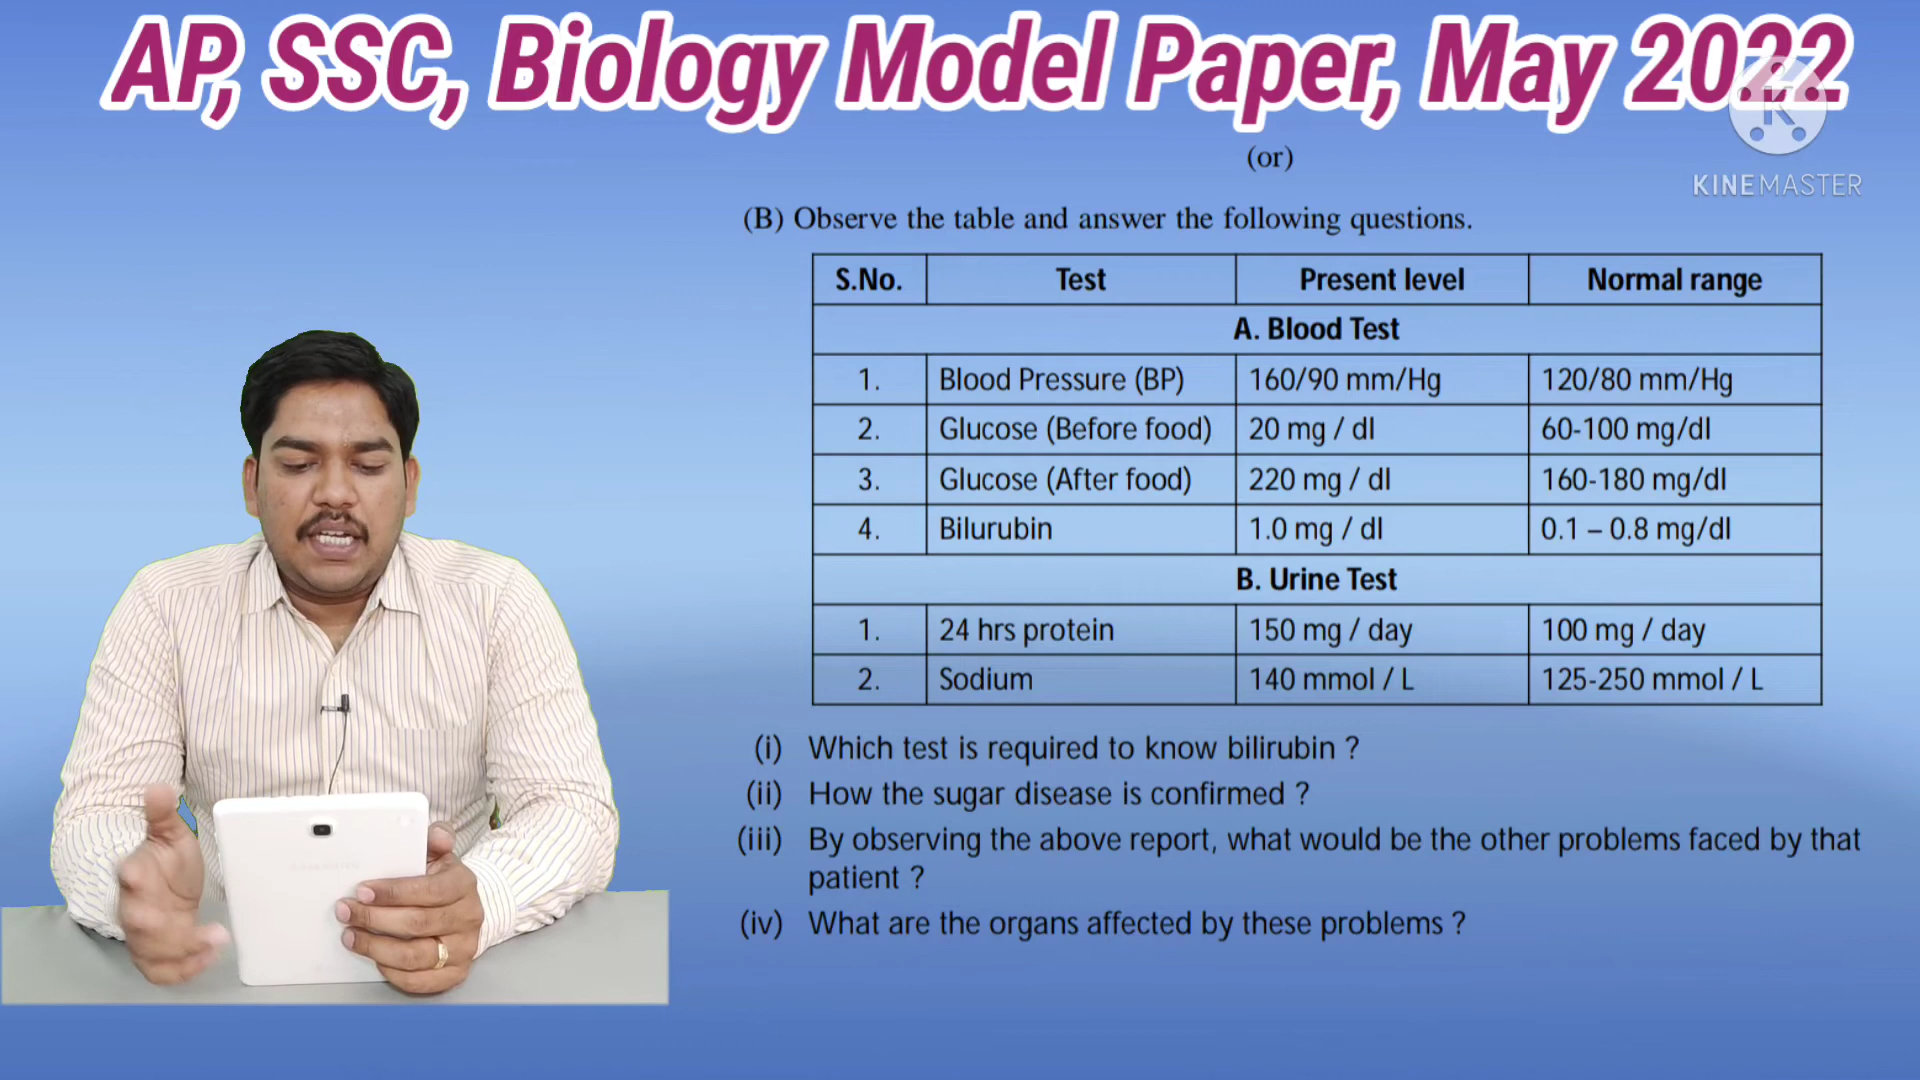 AP, SSC, Biology Model Paper, May 2022
K
KINEMASTER
(or)
(B) Observe the table and answer the following questions.
S.No. Test Present level Normal range
A. Blood Test
1. Blood Pressure (BP) 160/90 mm/Hg 120/80 mm/Hg
2. Glucose (Before food) 20 mg / dl 60-100 mg/dl
3. Glucose (After food) 220 mg / dl 160-180 mg/dl
4. Bilurubin 1.0 mg / dl 0.1 – 0.8 mg/dl
B. Urine Test
1. 24 hrs protein 150 mg / day 100 mg / day
2. Sodium 140 mmol / L 125-250 mmol / L
(i) Which test is required to know bilirubin ?
(ii) How the sugar disease is confirmed ?
(iii) By observing the above report, what would be the other problems faced by that
patient ?
(iv) What are the organs affected by these problems ?